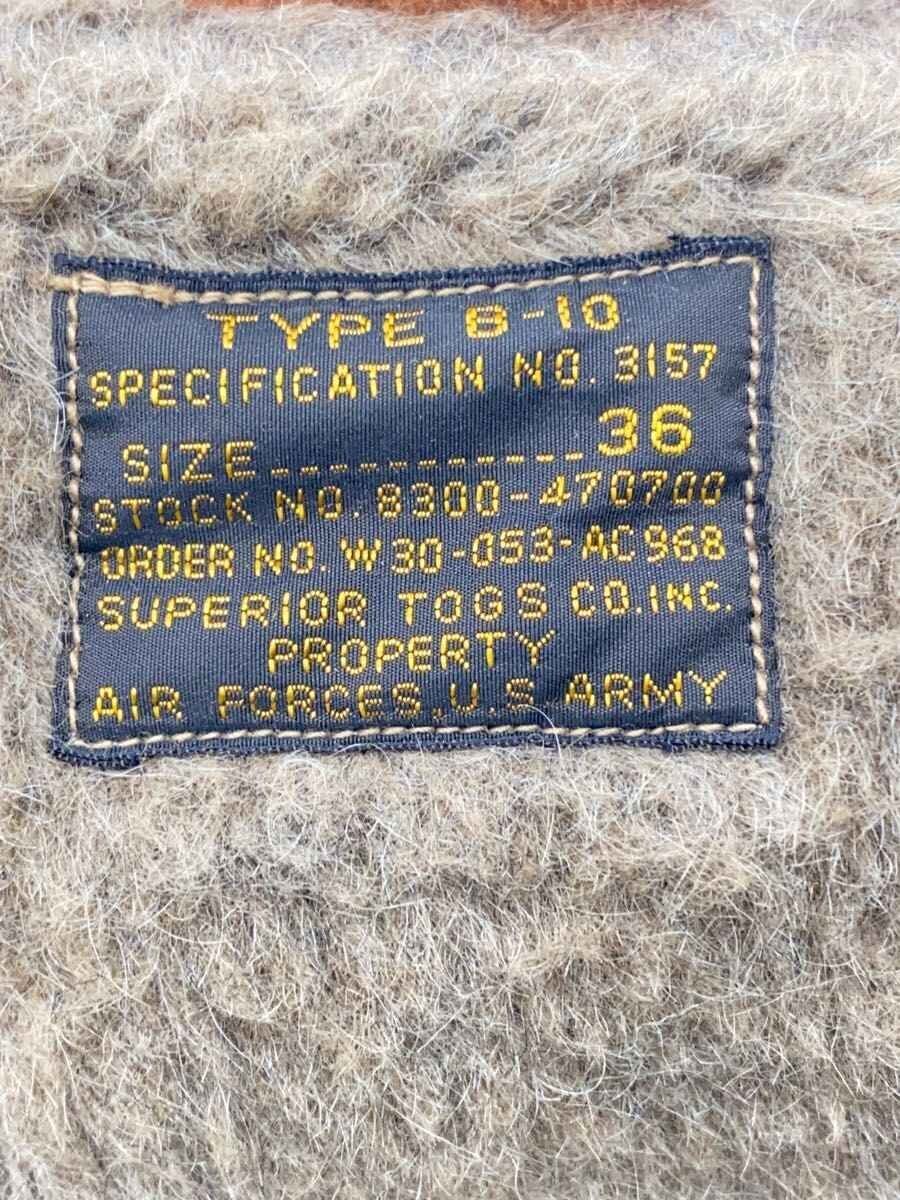 TYPE B-10
SPECIFICATION NO. 3157
SIZE............36
STOCK NO. 8300-470700
ORDER NO. W30-053-AC968
SUPERIOR TOGS CO.INC.
PROPERTY
AIR FORCES, U.S. ARMY